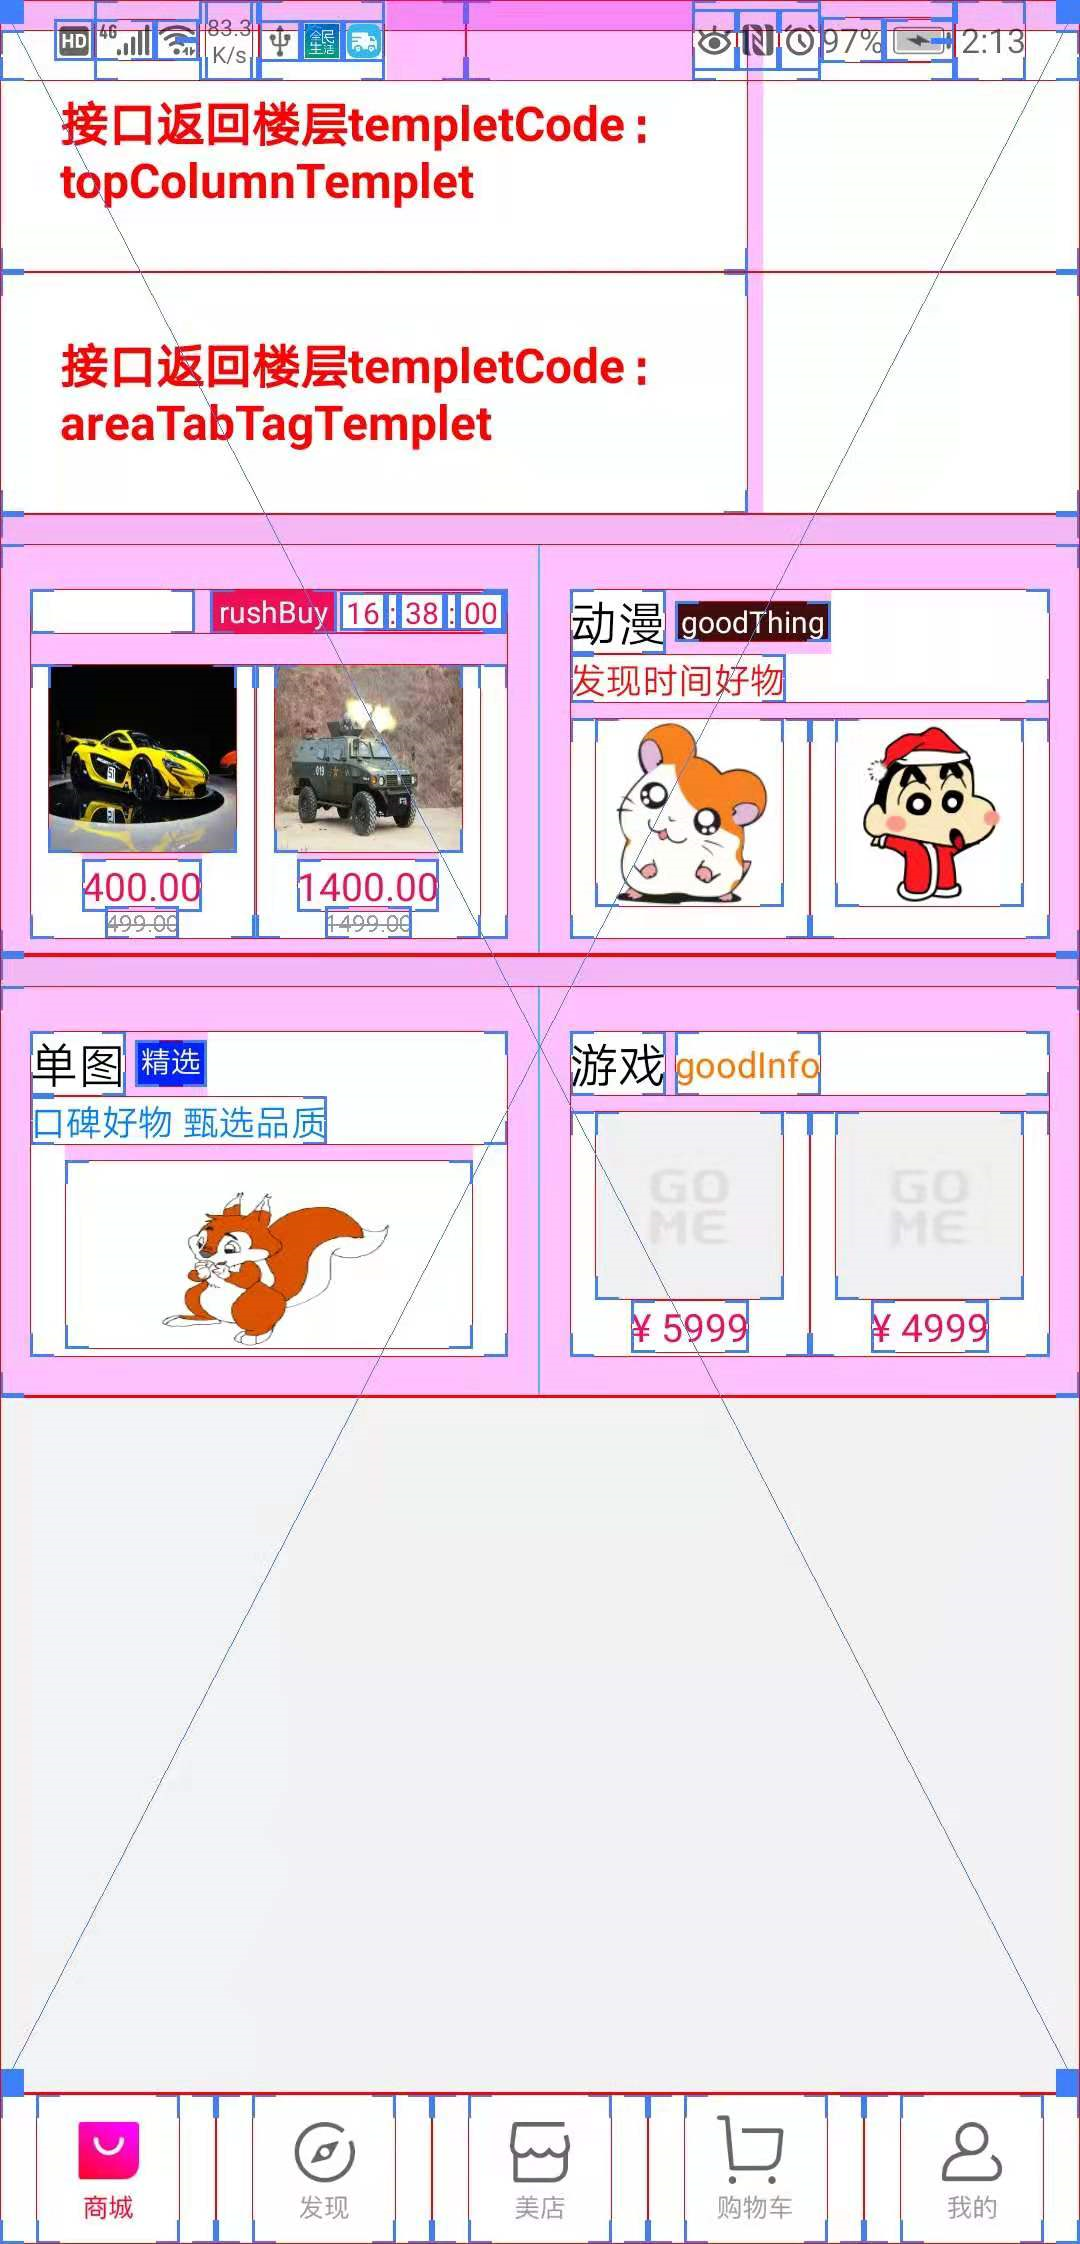 HD 4G 83.3 K/s 全民生活 97% 2:13
接口返回楼层templetCode：
topColumnTemplet
接口返回楼层templetCode：
areaTabTagTemplet
rushBuy 16:38:00
400.00 1400.00
499.00 1499.00
动漫 goodThing
发现时间好物
单图 精选
口碑好物 甄选品质
游戏 goodInfo
GO GO
ME ME
¥ 5999 ¥ 4999
商城 发现 美店 购物车 我的